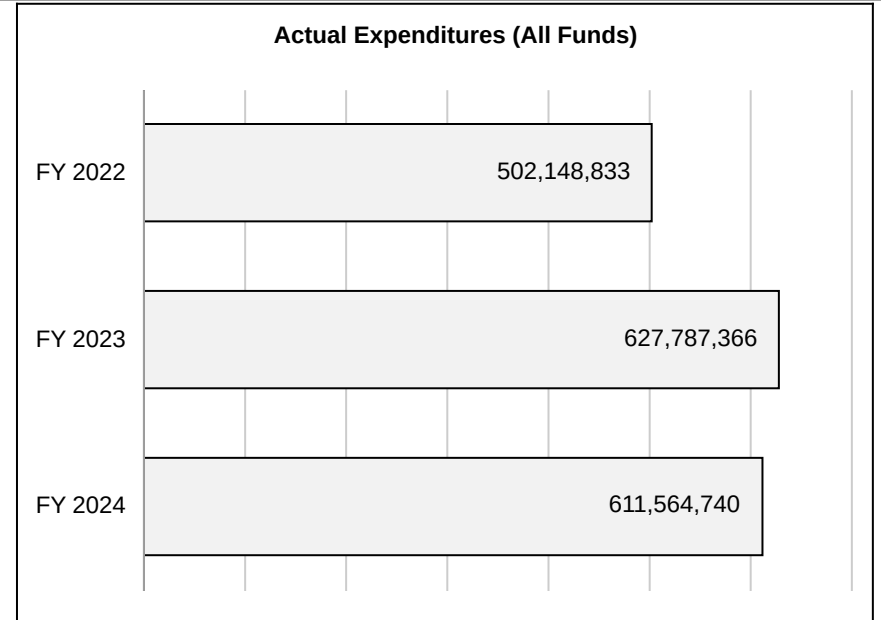 Actual Expenditures (All Funds)
FY 2022
502,148,833
FY 2023
627,787,366
FY 2024
611,564,740